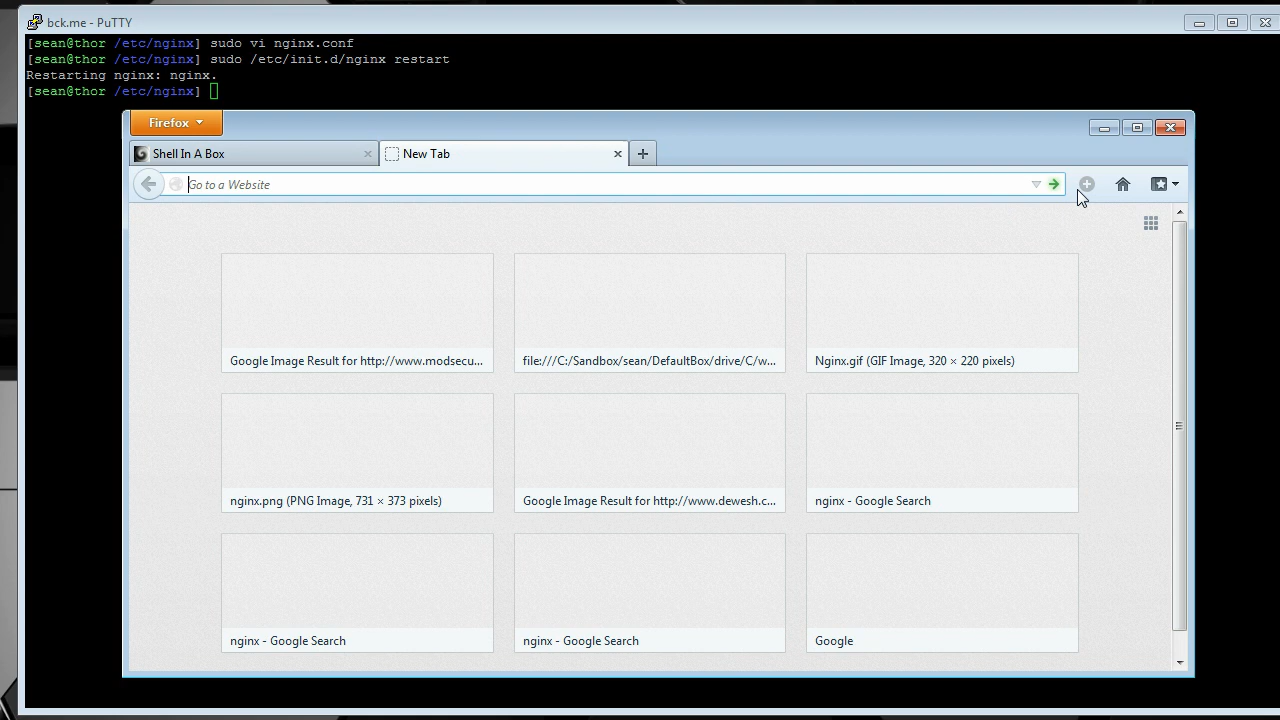 bck.me - PuTTY
[sean@thor /etc/nginx] sudo vi nginx.conf
[sean@thor /etc/nginx] sudo /etc/init.d/nginx restart
Restarting nginx: nginx.
[sean@thor /etc/nginx]
Firefox
Shell In A Box
New Tab
Go to a Website
Google Image Result for http://www.modsecu...
file:///C:/Sandbox/sean/DefaultBox/drive/C/w...
Nginx.gif (GIF Image, 320 × 220 pixels)
nginx.png (PNG Image, 731 × 373 pixels)
Google Image Result for http://www.dewesh.c...
nginx - Google Search
nginx - Google Search
nginx - Google Search
Google